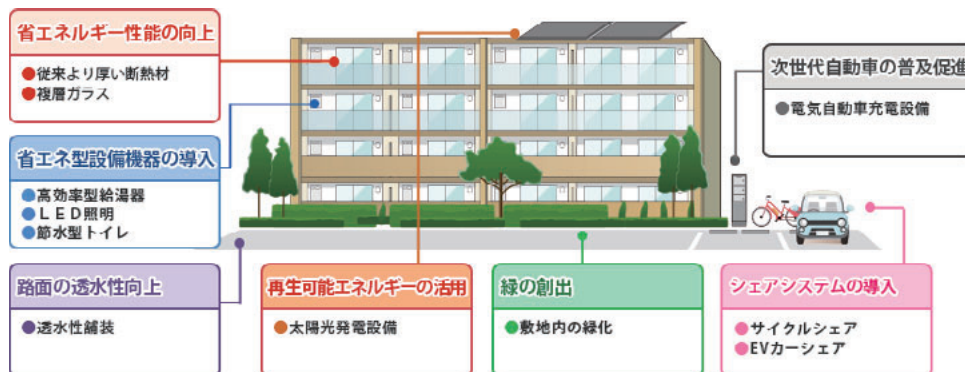 省エネルギー性能の向上
●従来より厚い断熱材
●複層ガラス
省エネ型設備機器の導入
●高効率型給湯器
●LED照明
●節水型トイレ
次世代自動車の普及促進
●電気自動車充電設備
路面の透水性向上
●透水性舗装
再生可能エネルギーの活用
●太陽光発電設備
緑の創出
●敷地内の緑化
シェアシステムの導入
●サイクルシェア
●EVカーシェア